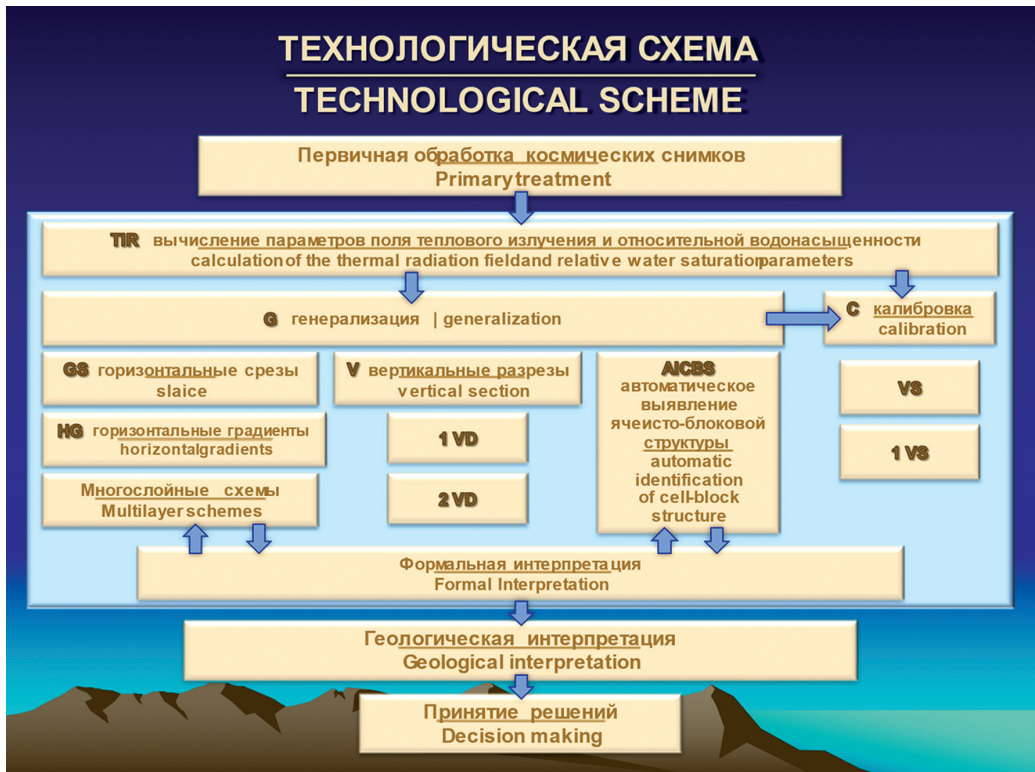 ТЕХНОЛОГИЧЕСКАЯ СХЕМА
TECHNOLOGICAL SCHEME
Первичная обработка космических снимков
Primary treatment
TIR вычисление параметров поля теплового излучения и относительной водонасыщенности
calculation of the thermal radiation fieldand relative water saturation parameters
G генерализация | generalization
C калибровка
calibration
GS горизонтальные срезы
slaice
V вертикальные разрезы
vertical section
AICBS
автоматическое
выявление
ячеисто-блоковой
структуры
automatic
identification
of cell-block
structure
VS
HG горизонтальные градиенты
horizontal gradients
1 VD
1 VS
Многослойные схемы
Multilayer schemes
2 VD
Формальная интерпретация
Formal Interpretation
Геологическая интерпретация
Geological interpretation
Принятие решений
Decision making